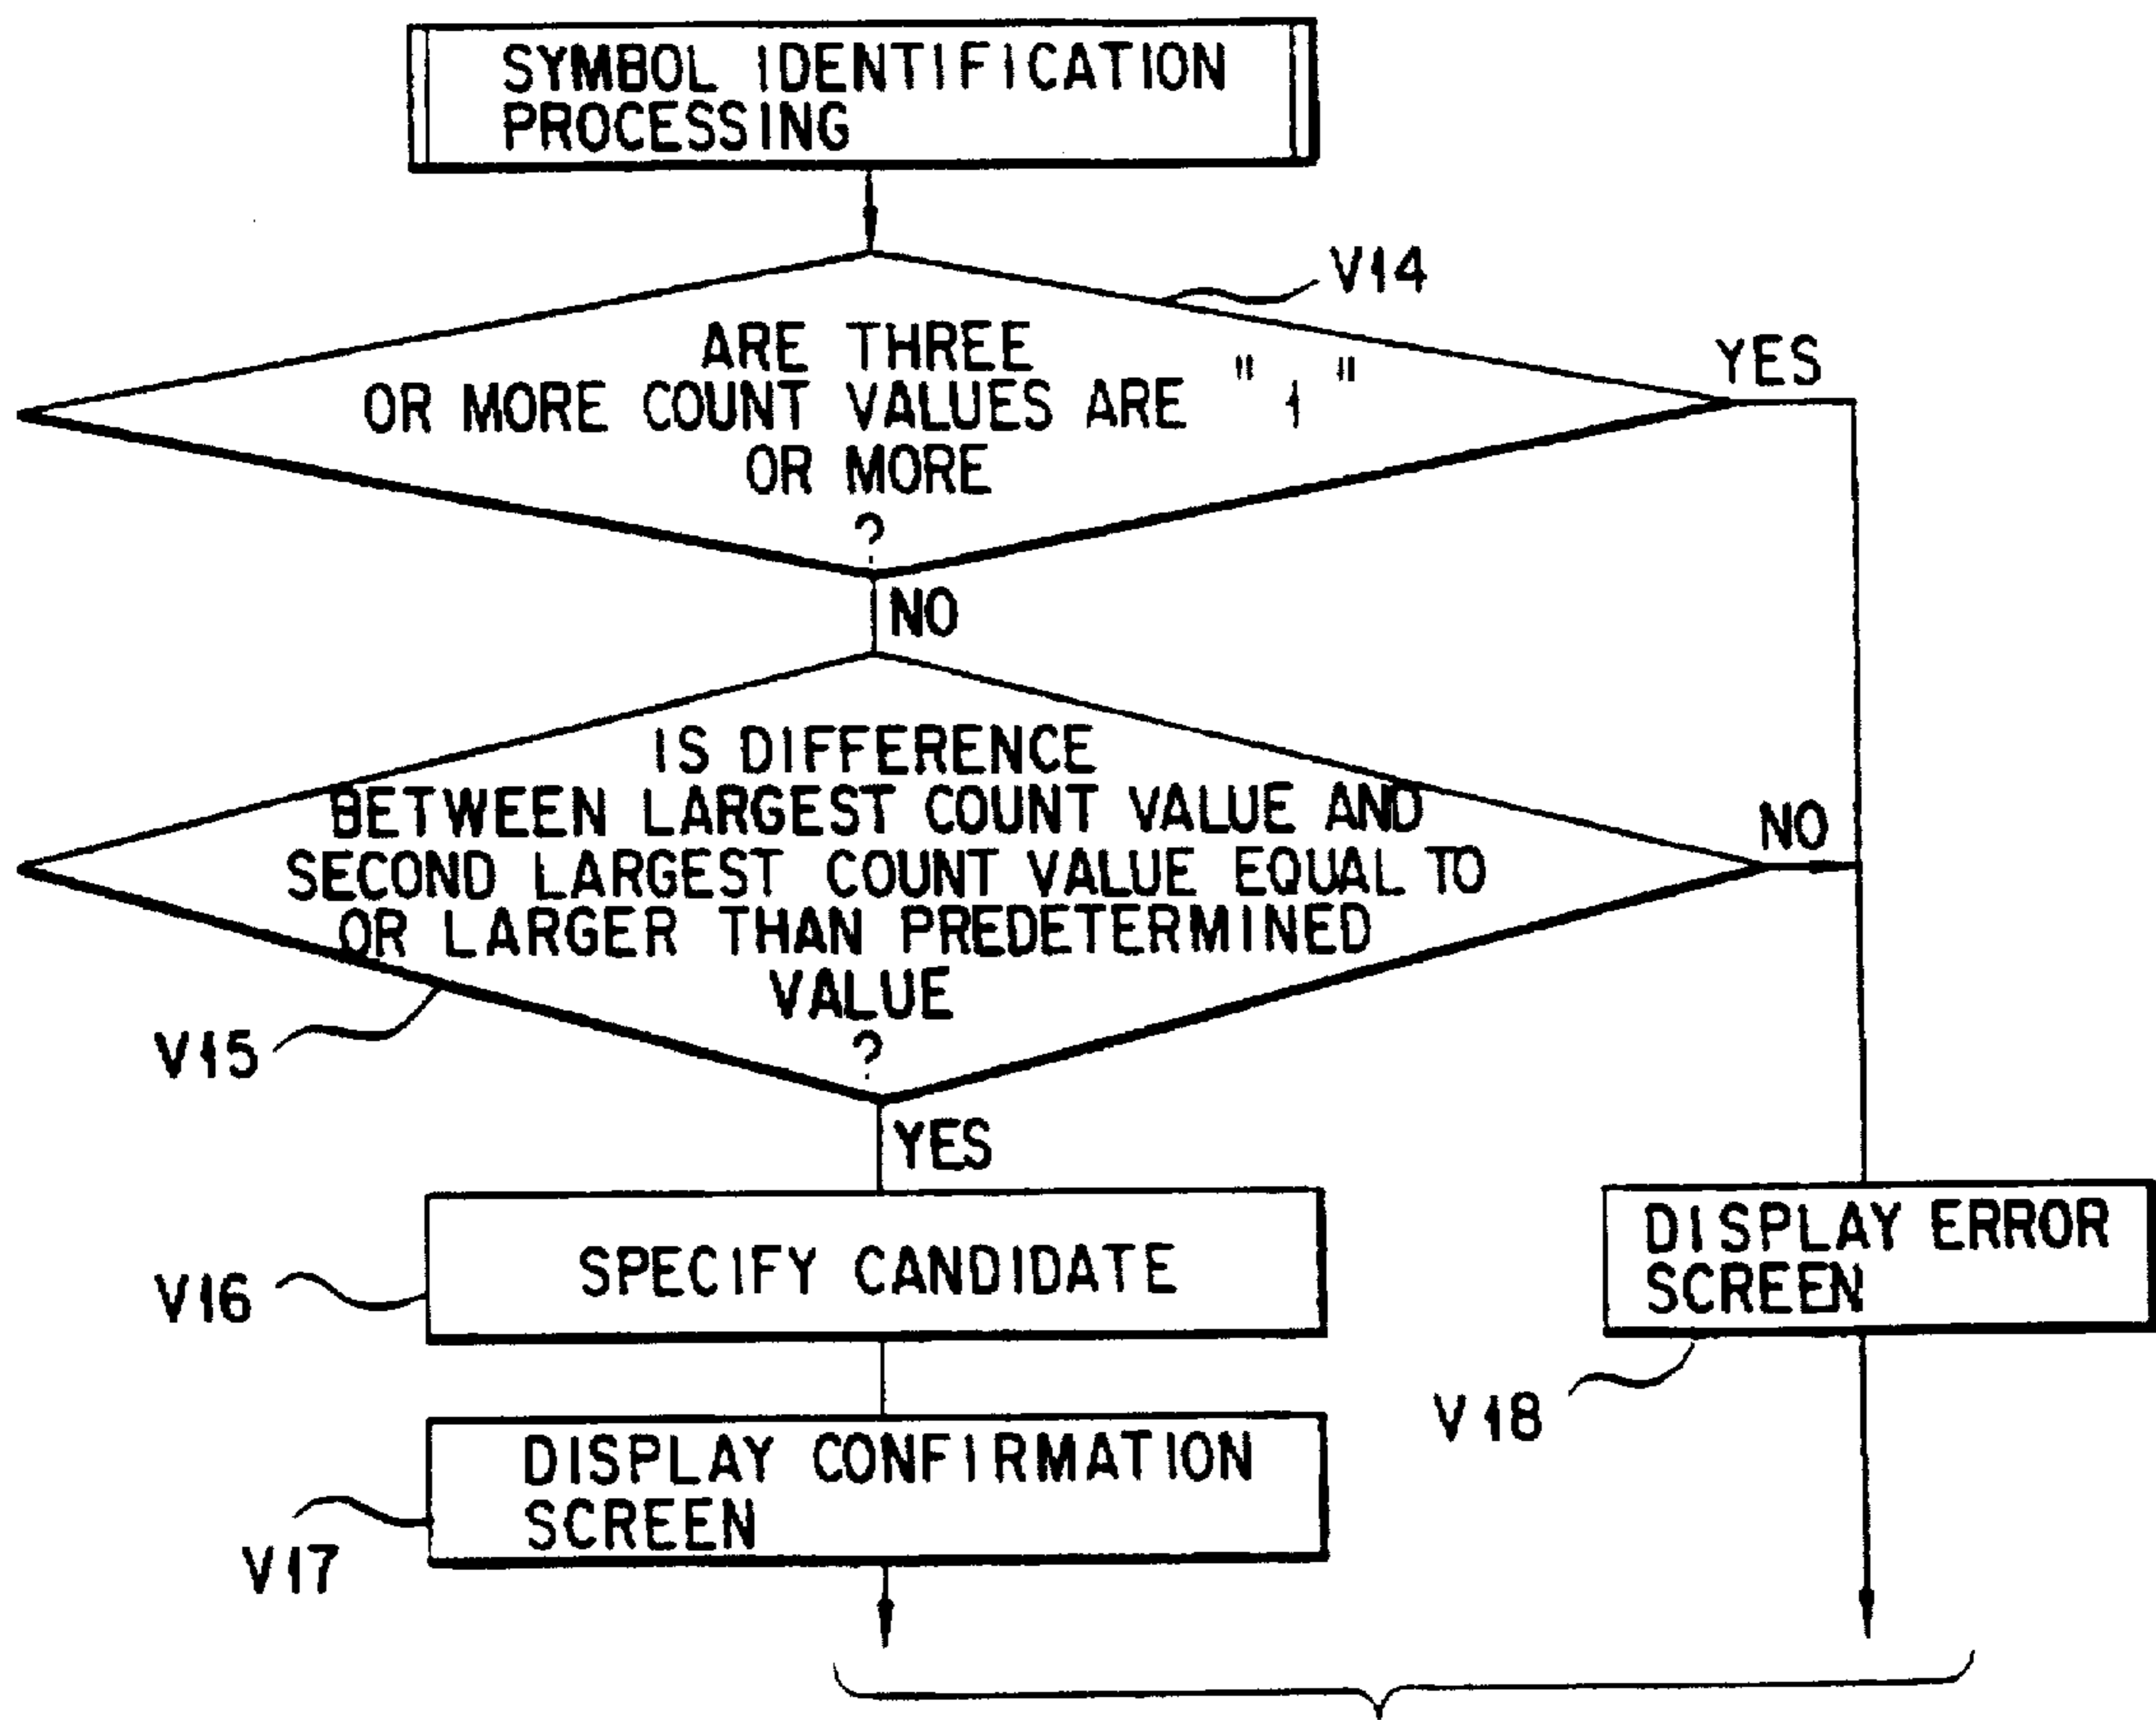 SYMBOL IDENTIFICATION
PROCESSING
V14
ARE THREE
OR MORE COUNT VALUES ARE "1"
OR MORE
?
YES
NO
IS DIFFERENCE
BETWEEN LARGEST COUNT VALUE AND
SECOND LARGEST COUNT VALUE EQUAL TO
OR LARGER THAN PREDETERMINED
VALUE
?
NO
V15
YES
SPECIFY CANDIDATE
V16
DISPLAY ERROR
SCREEN
V18
DISPLAY CONFIRMATION
SCREEN
V17